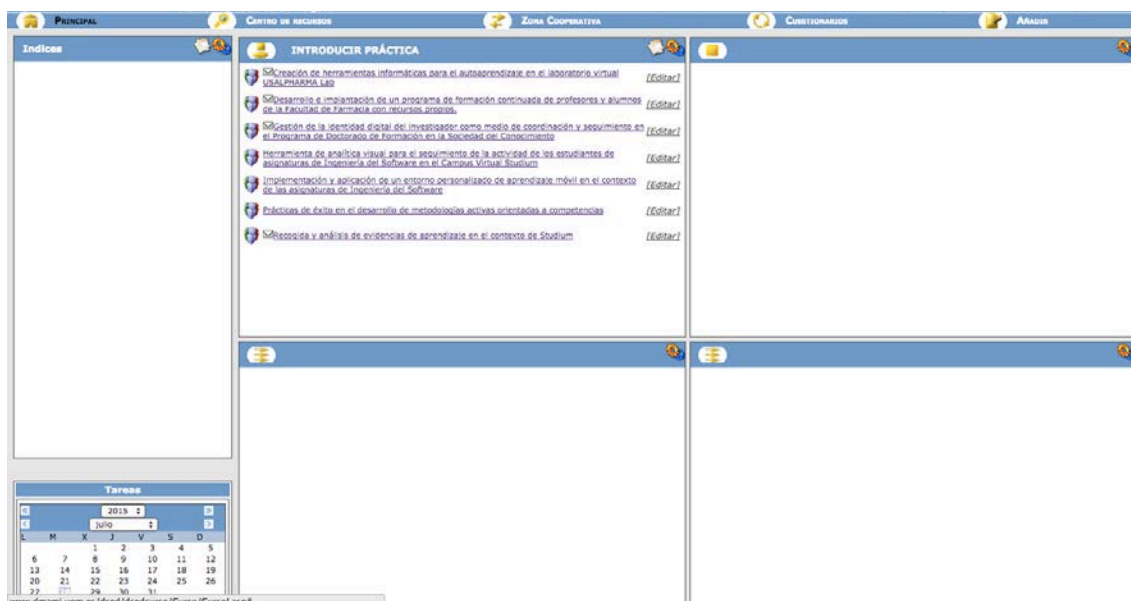 PRINCIPAL
CENTRO DE RECURSOS
ZONA COOPERATIVA
CUESTIONARIOS
AÑADIR
Indices
INTRODUCIR PRÁCTICA
Creación de herramientas informáticas para el autoaprendizaje en el laboratorio virtual
USALPHARMA Lab
[Editar]
Desarrollo e implantación de un programa de formación continuada de profesores y alumnos
de la Facultad de Farmacia con recursos propios.
[Editar]
Gestión de la identidad digital del investigador como medio de coordinación y seguimiento en
el Programa de Doctorado de Formación en la Sociedad del Conocimiento
[Editar]
Herramienta de analítica visual para el seguimiento de la actividad de los estudiantes de
asignaturas de Ingeniería del Software en el Campus Virtual Studium
[Editar]
Implementación y aplicación de un entorno personalizado de aprendizaje móvil en el contexto
de las asignaturas de Ingeniería del Software
[Editar]
Prácticas de éxito en el desarrollo de metodologías activas orientadas a competencias
[Editar]
Recogida y análisis de evidencias de aprendizaje en el contexto de Studium
[Editar]
Tareas
2015
Julio
L M X J V S D
1 2 3 4 5
6 7 8 9 10 11 12
13 14 15 16 17 18 19
20 21 22 23 24 25 26
27 29 30 31